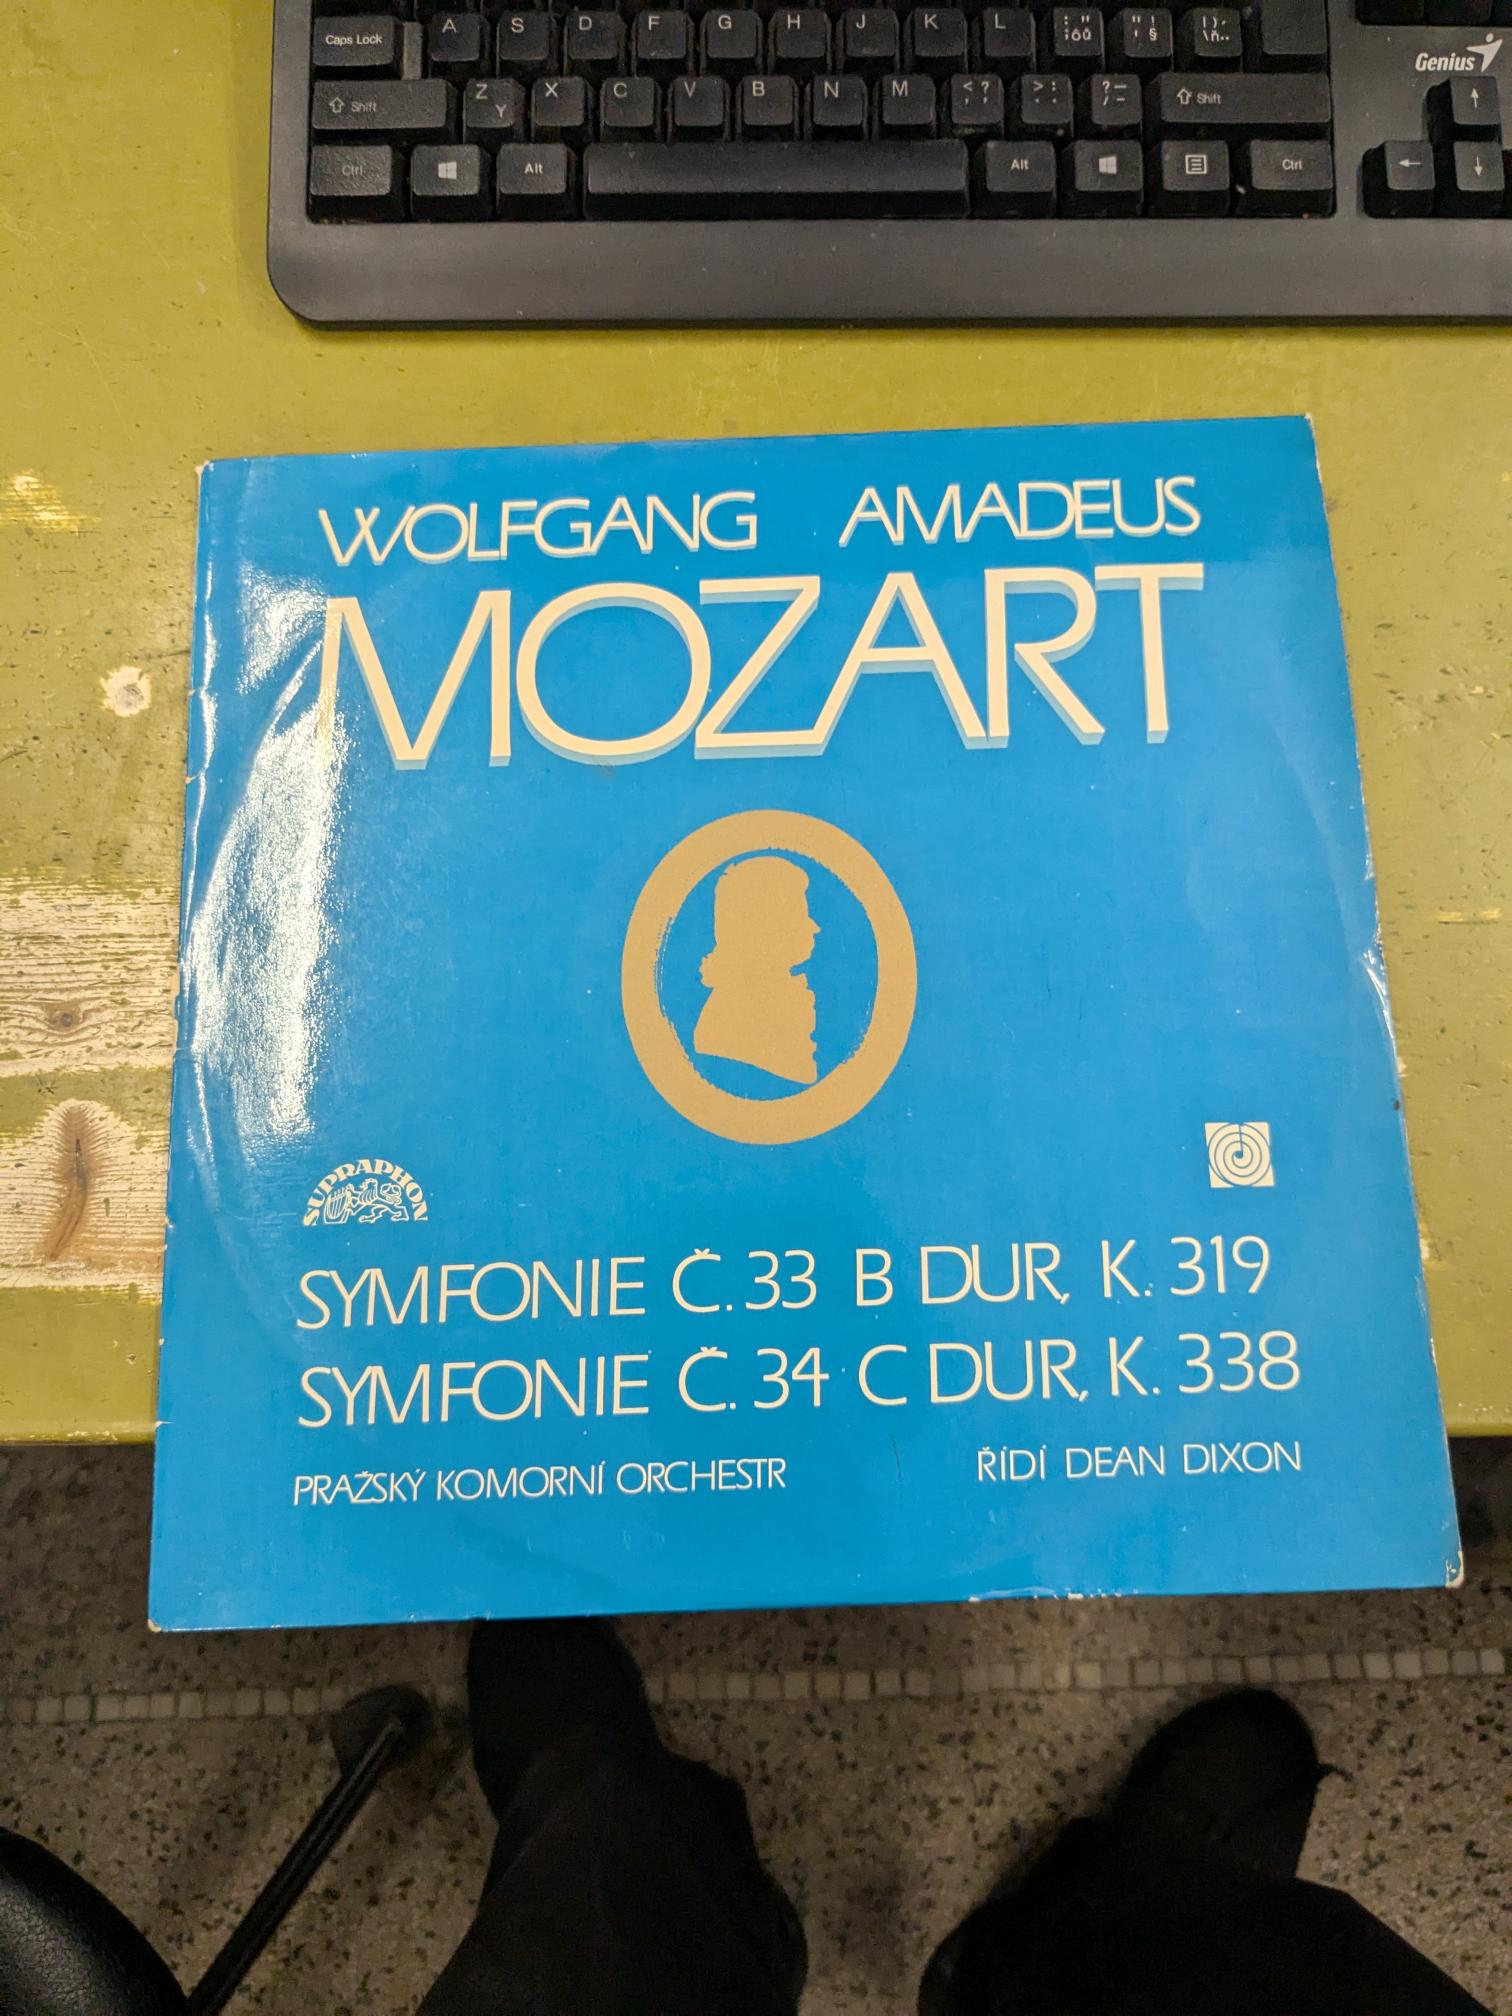 Caps Lock A S D F G H J K L : " ; ô ů " ! ' § ! ) \ ň
Genius
Shift Z Y X C V B N M < ? , > : . ? _ / - Shift
Ctrl Alt Alt Ctrl
WOLFGANG AMADEUS
MOZART
SUPRAPHON
SYMFONIE Č. 33 B DUR, K. 319
SYMFONIE Č. 34 C DUR, K. 338
PRAŽSKÝ KOMORNÍ ORCHESTR ŘÍDÍ DEAN DIXON